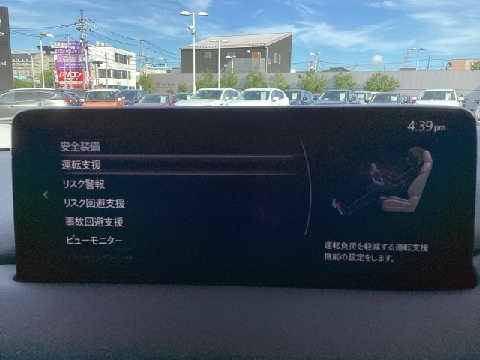 4:39pm
安全装備
運転支援
リスク警報
リスク回避支援
事故回避支援
ビューモニター
運転負荷を軽減する運転支援
機能の設定をします。